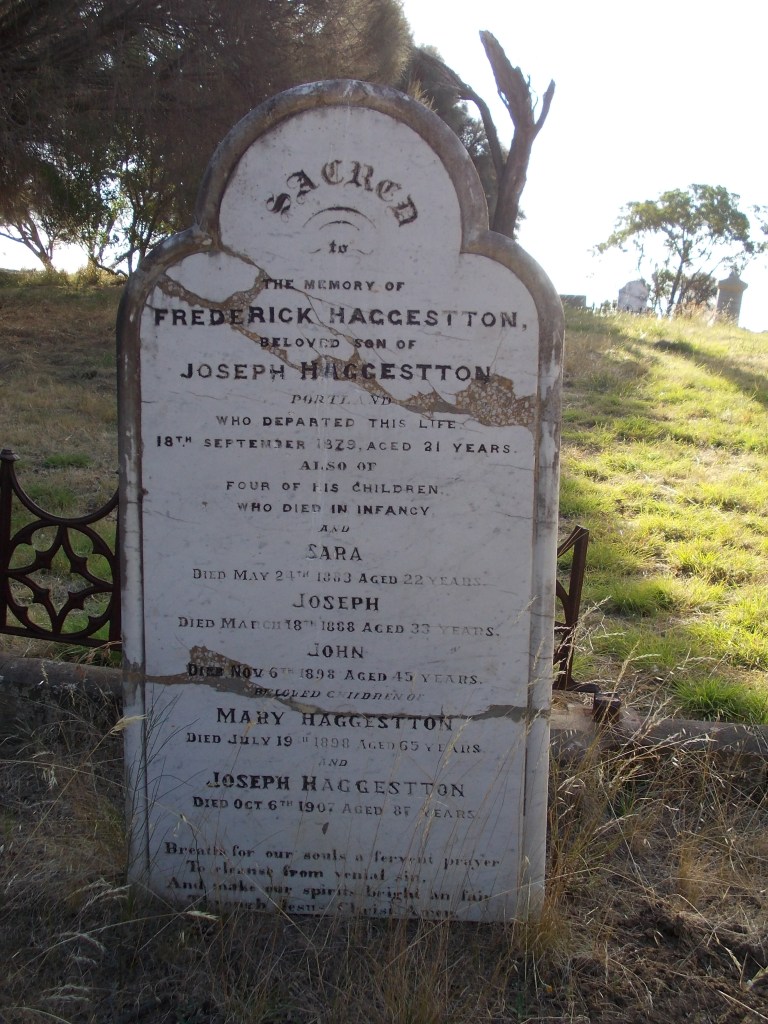 SACRED
to
THE MEMORY OF
FREDERICK HAGGESTTON,
BELOVED SON OF
JOSEPH HAGGESTTON
PORTLAND
WHO DEPARTED THIS LIFE
18TH SEPTEMBER 1879, AGED 21 YEARS.
ALSO OF
FOUR OF HIS CHILDREN
WHO DIED IN INFANCY
AND
SARA
DIED MAY 24TH 1883 AGED 22 YEARS.
JOSEPH
DIED MARCH 18TH 1888 AGED 33 YEARS.
JOHN
DIED NOV 6TH 1898 AGED 45 YEARS.
BELOVED CHILDREN OF
MARY HAGGESTTON
DIED JULY 19TH 1898 AGED 65 YEARS.
AND
JOSEPH HAGGESTTON
DIED OCT 6TH 1907 AGED 87 YEARS.
Breathe for our souls a fervent prayer
To cleanse from venial sin,
And make our spirits bright an fair
Through Jesus Christ Amen